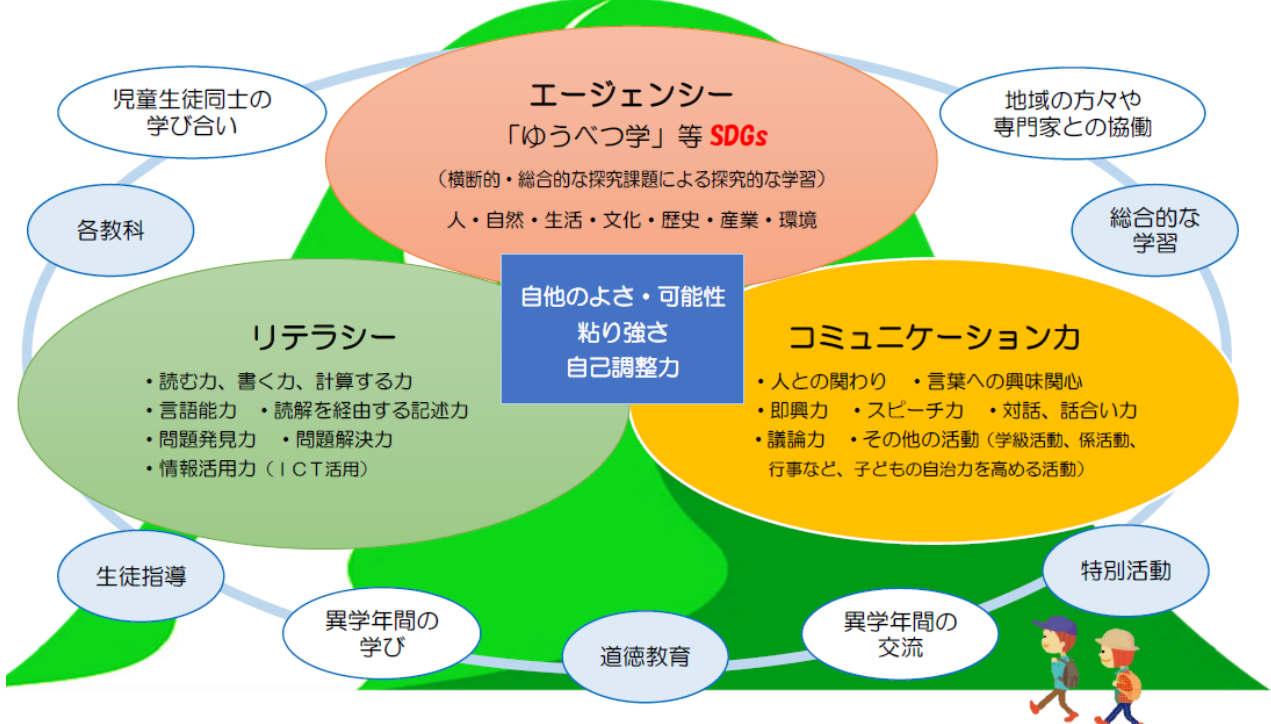 エージェンシー
「ゆうべつ学」等 SDGs
（横断的・総合的な探究課題による探究的な学習）
人・自然・生活・文化・歴史・産業・環境
児童生徒同士の
学び合い
地域の方々や
専門家との協働
各教科
総合的な
学習
自他のよさ・可能性
粘り強さ
自己調整力
リテラシー
・読む力、書く力、計算する力
・言語能力　・読解を経由する記述力
・問題発見力　・問題解決力
・情報活用力（ＩＣＴ活用）
コミュニケーション力
・人との関わり　・言葉への興味関心
・即興力　・スピーチ力　・対話、話合い力
・議論力　・その他の活動（学級活動、係活動、
行事など、子どもの自治力を高める活動）
生徒指導
異学年間の
学び
道徳教育
異学年間の
交流
特別活動